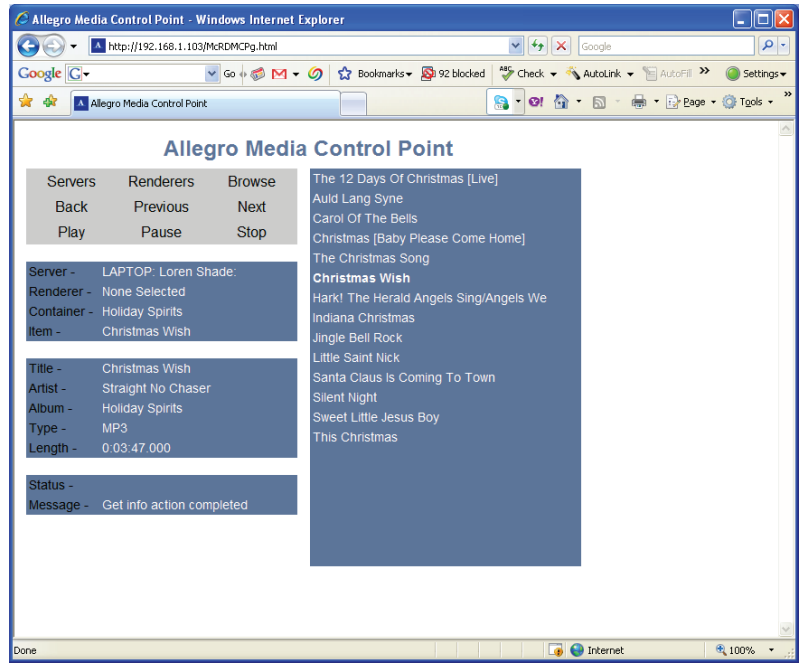 Allegro Media Control Point - Windows Internet Explorer
http://192.168.1.103/McRDMCPg.html
Google
Google G Go 92 blocked Bookmarks Check AutoLink AutoFill » Settings
Allegro Media Control Point Page Tools »
Allegro Media Control Point
Servers Renderers Browse
Back Previous Next
Play Pause Stop
Server - LAPTOP: Loren Shade:
Renderer - None Selected
Container - Holiday Spirits
Item - Christmas Wish
Title - Christmas Wish
Artist - Straight No Chaser
Album - Holiday Spirits
Type - MP3
Length - 0:03:47.000
Status -
Message - Get info action completed
The 12 Days Of Christmas [Live]
Auld Lang Syne
Carol Of The Bells
Christmas [Baby Please Come Home]
The Christmas Song
Christmas Wish
Hark! The Herald Angels Sing/Angels We
Indiana Christmas
Jingle Bell Rock
Little Saint Nick
Santa Claus Is Coming To Town
Silent Night
Sweet Little Jesus Boy
This Christmas
Done Internet 100%